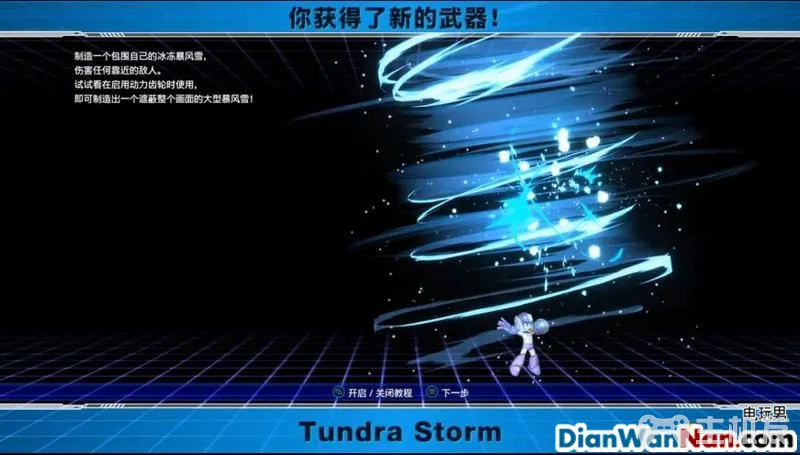 你获得了新的武器！
制造一个包围自己的冰冻暴风雪，
伤害任何靠近的敌人。
试试看在启用动力齿轮时使用，
即可制造出一个遮蔽整个画面的大型暴风雪！
开启 / 关闭教程 下一步
Tundra Storm
电玩男
DianWanNan.com